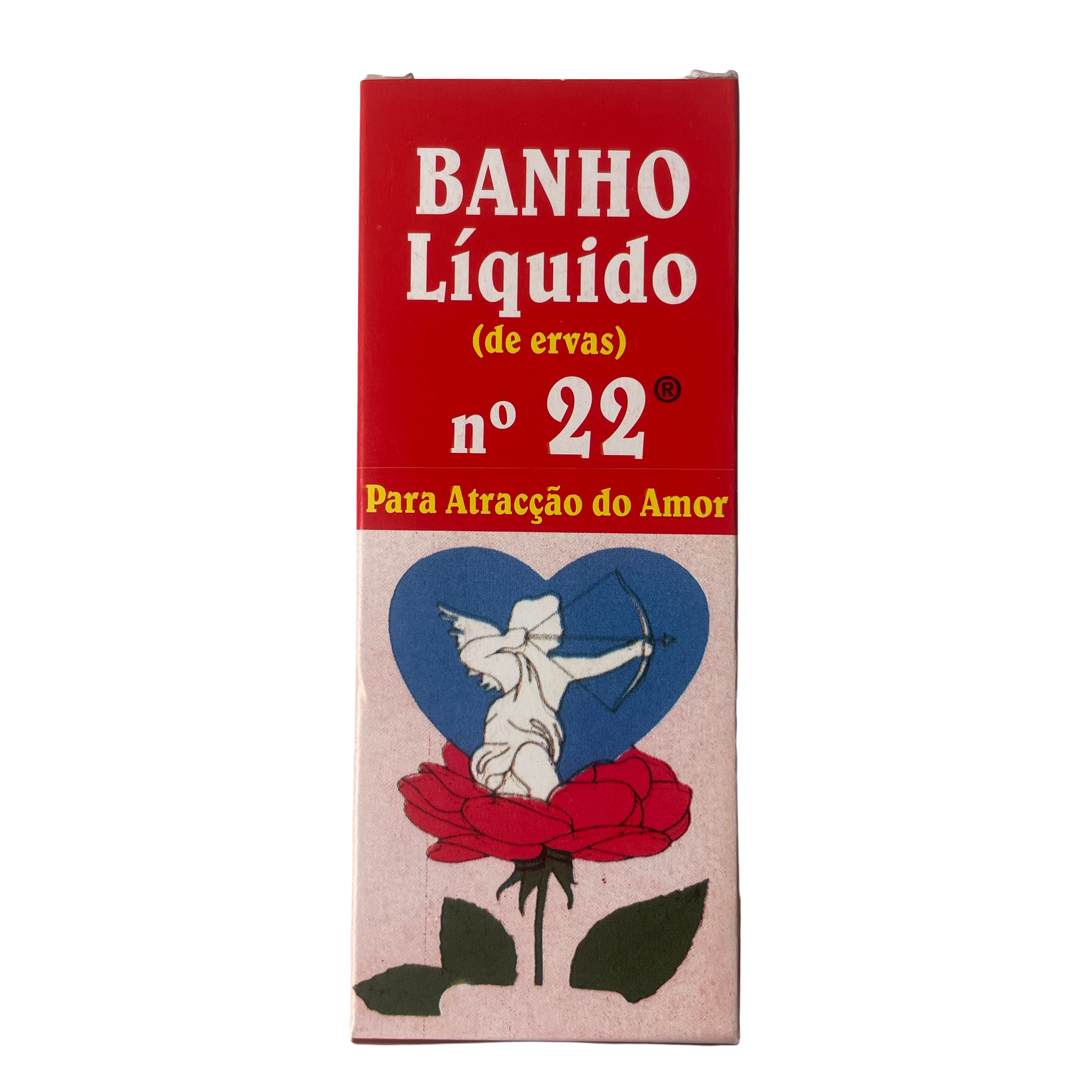 BANHO
Líquido
(de ervas)
nº 22®
Para Atracção do Amor